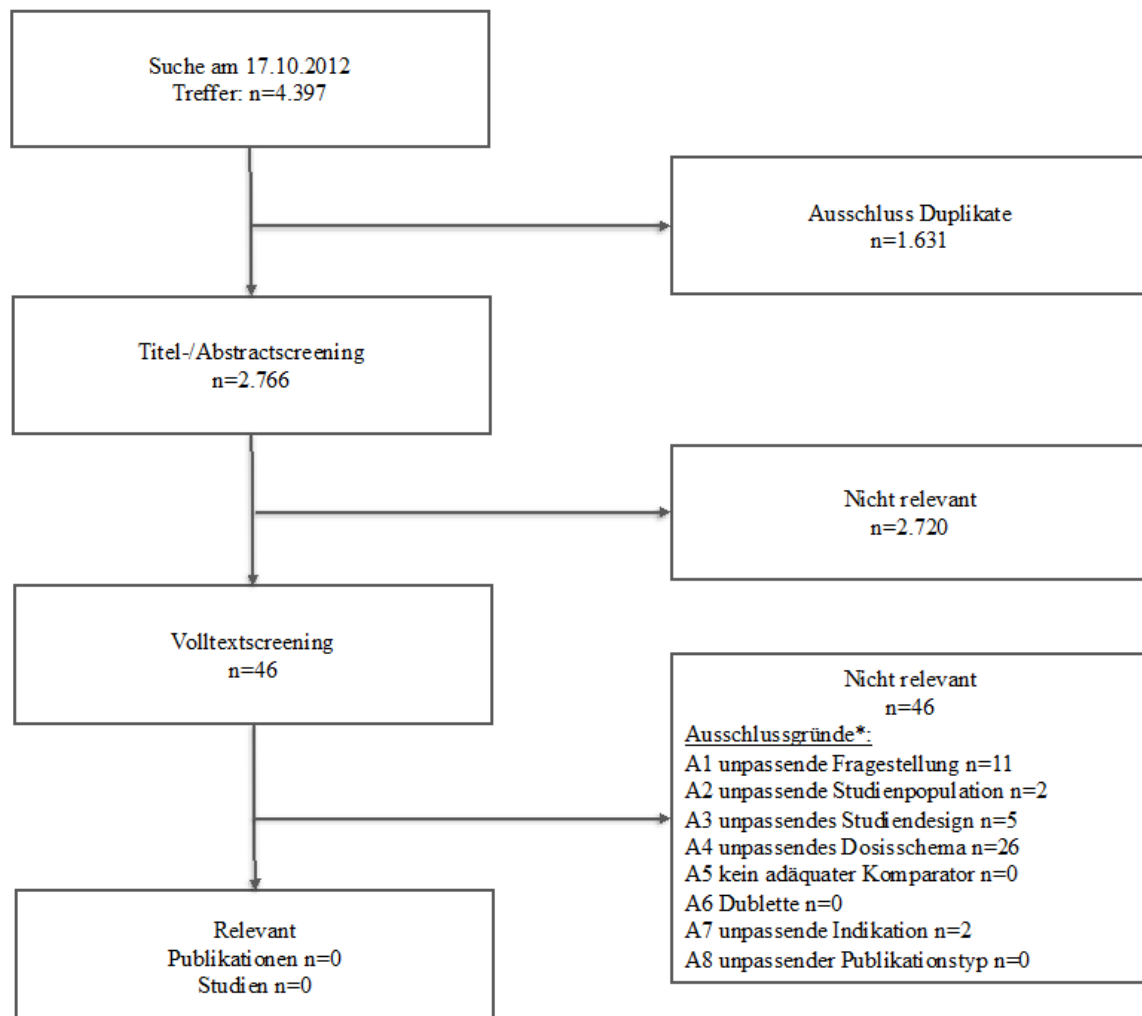 Suche am 17.10.2012
Treffer: n=4.397
Ausschluss Duplikate
n=1.631
Titel-/Abstractscreening
n=2.766
Nicht relevant
n=2.720
Volltextscreening
n=46
Nicht relevant
n=46
Ausschlussgründe*:
A1 unpassende Fragestellung n=11
A2 unpassende Studienpopulation n=2
A3 unpassendes Studiendesign n=5
A4 unpassendes Dosisschema n=26
A5 kein adäquater Komparator n=0
A6 Dublette n=0
A7 unpassende Indikation n=2
A8 unpassender Publikationstyp n=0
Relevant
Publikationen n=0
Studien n=0